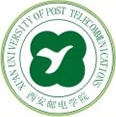 XI'AN UNIVERSITY OF POST TELECOMMUNICATIONS
西安邮电学院